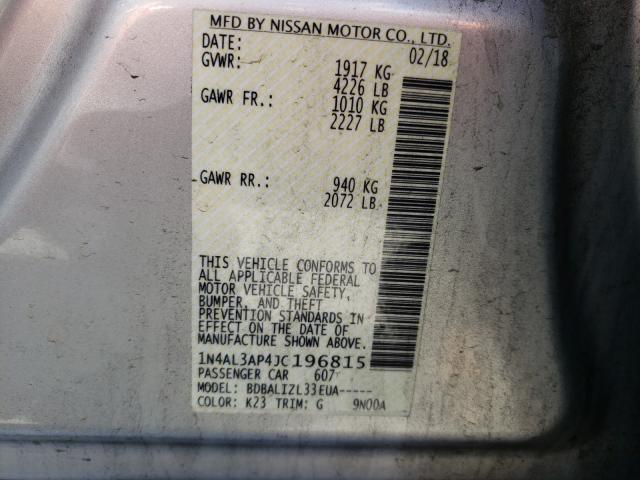 MFD BY NISSAN MOTOR CO., LTD.
DATE: 02/18
GVWR: 1917 KG
4226 LB
GAWR FR.: 1010 KG
2227 LB
GAWR RR.: 940 KG
2072 LB
THIS VEHICLE CONFORMS TO
ALL APPLICABLE FEDERAL
MOTOR VEHICLE SAFETY,
BUMPER, AND THEFT
PREVENTION STANDARDS IN
EFFECT ON THE DATE OF
MANUFACTURE SHOWN ABOVE.
1N4AL3AP4JC196815
PASSENGER CAR 607
MODEL: BDBALIZL33EUA-----
COLOR: K23 TRIM: G 9N00A